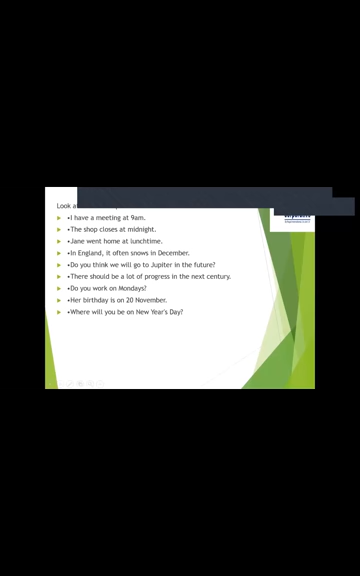 Look a
•I have a meeting at 9am.
•The shop closes at midnight.
•Jane went home at lunchtime.
•In England, it often snows in December.
•Do you think we will go to Jupiter in the future?
•There should be a lot of progress in the next century.
•Do you work on Mondays?
•Her birthday is on 20 November.
•Where will you be on New Year's Day?